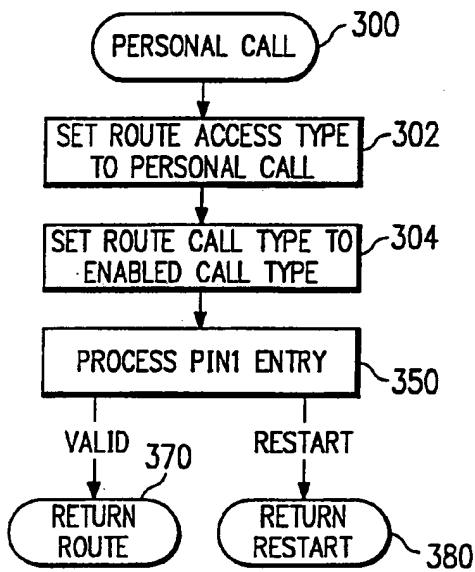 PERSONAL CALL
300
SET ROUTE ACCESS TYPE
TO PERSONAL CALL
302
SET ROUTE CALL TYPE TO
ENABLED CALL TYPE
304
PROCESS PIN1 ENTRY
350
VALID
RESTART
370
RETURN
ROUTE
RETURN
RESTART
380